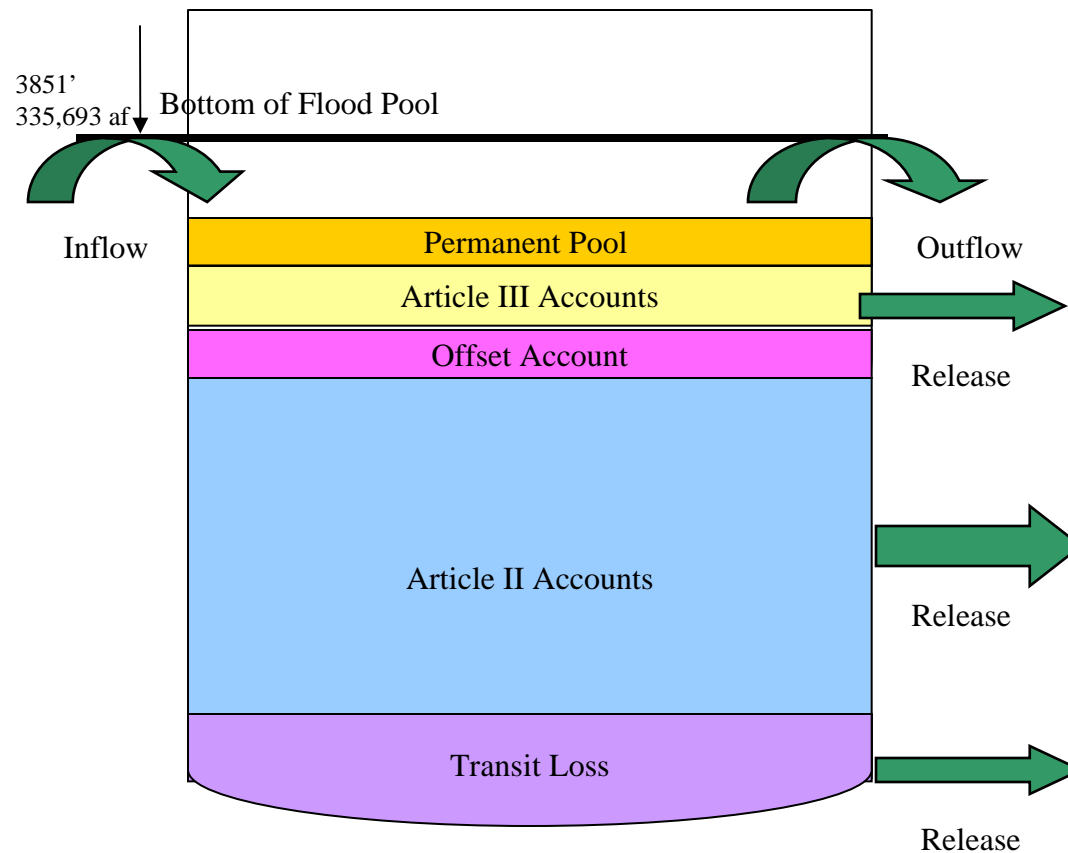 3851’
335,693 af
Bottom of Flood Pool
Inflow
Permanent Pool
Outflow
Article III Accounts
Offset Account
Release
Article II Accounts
Release
Transit Loss
Release